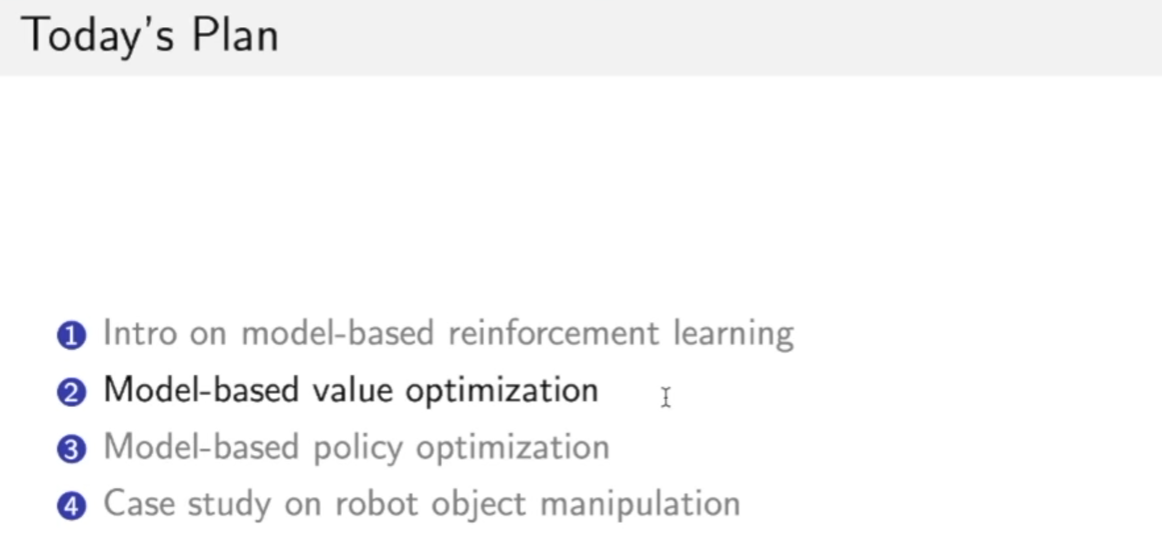 Today's Plan
1 Intro on model-based reinforcement learning
2 Model-based value optimization
3 Model-based policy optimization
4 Case study on robot object manipulation